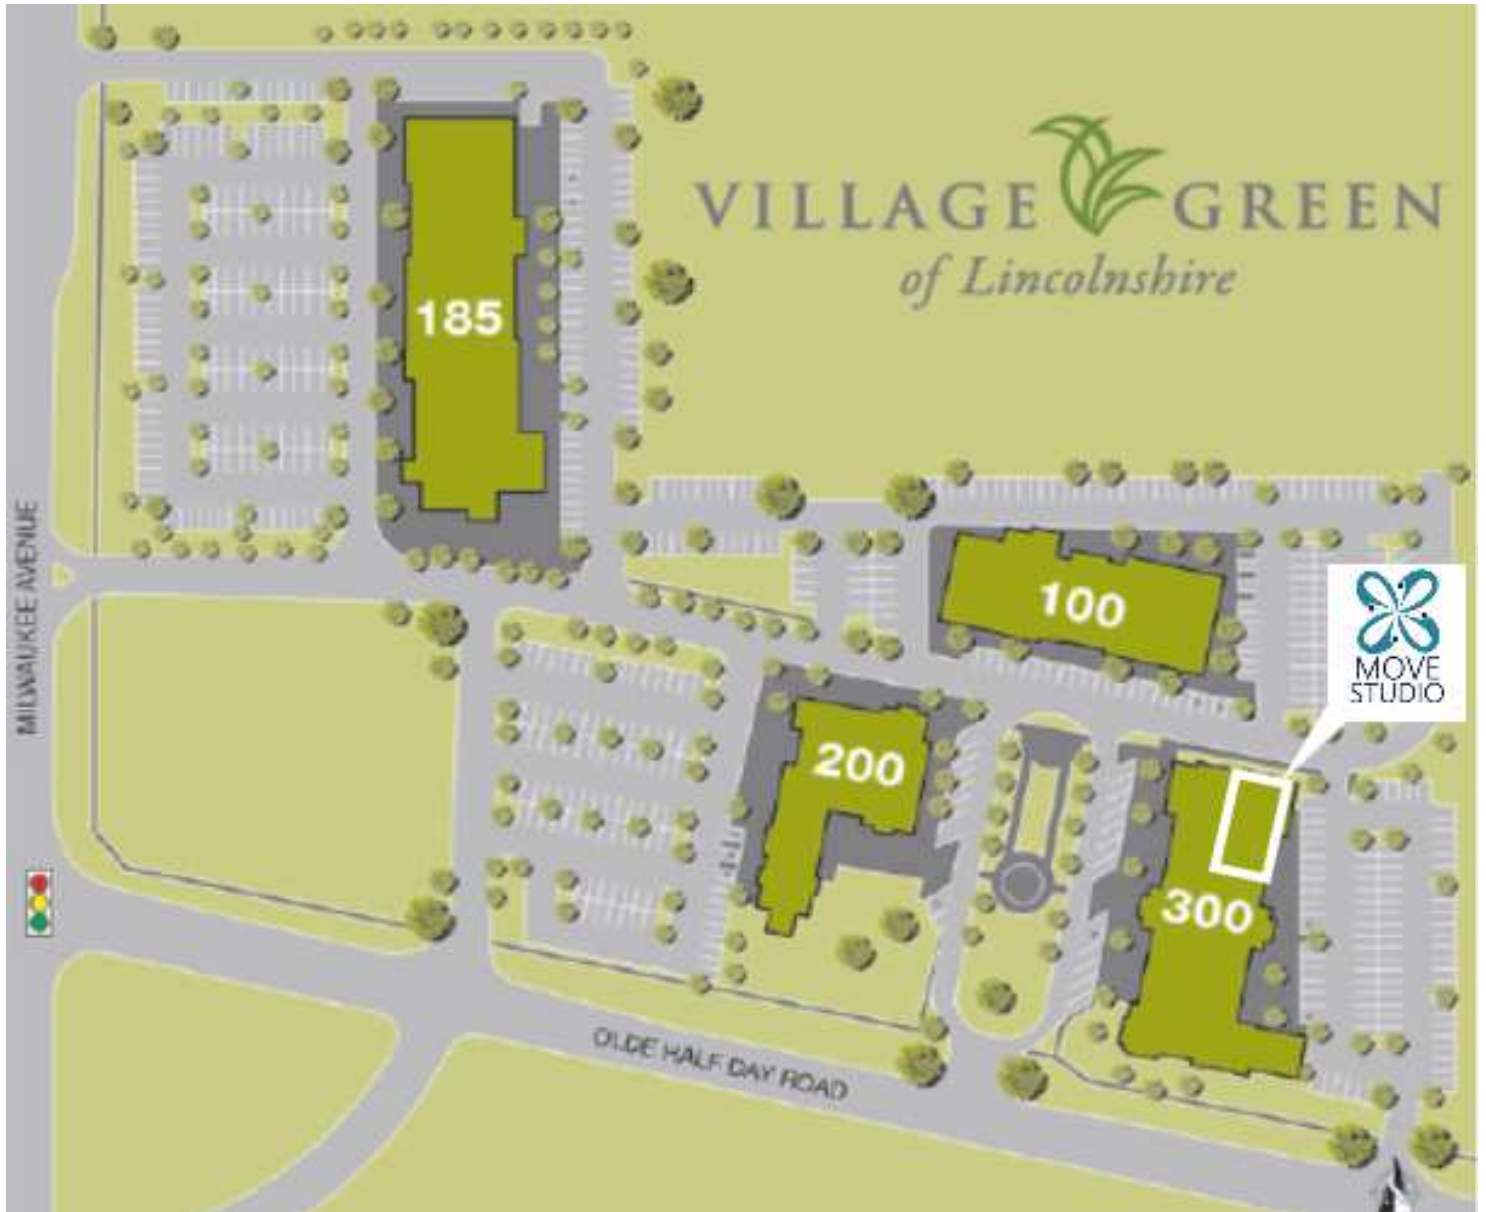 VILLAGE GREEN
of Lincolnshire
185
100
MOVE
STUDIO
200
300
MILWAUKEE AVENUE
OLDE HALF DAY ROAD